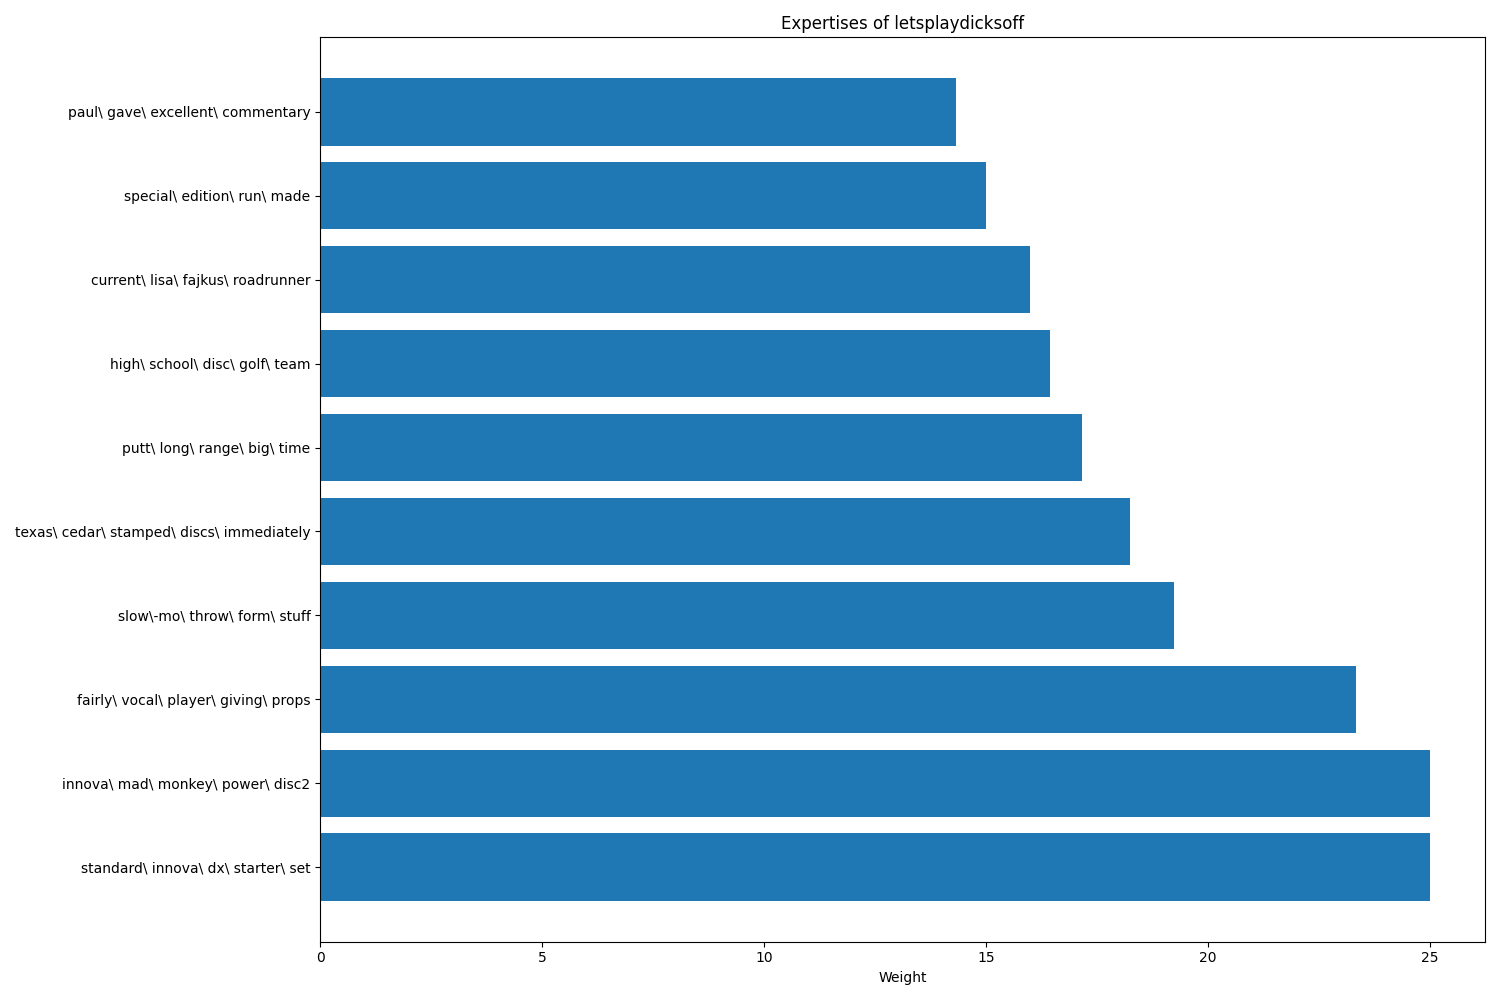 Expertises of letsplaydicksoff
paul\ gave\ excellent\ commentary
special\ edition\ run\ made
current\ lisa\ fajkus\ roadrunner
high\ school\ disc\ golf\ team
putt\ long\ range\ big\ time
texas\ cedar\ stamped\ discs\ immediately
slow\-mo\ throw\ form\ stuff
fairly\ vocal\ player\ giving\ props
innova\ mad\ monkey\ power\ disc2
standard\ innova\ dx\ starter\ set
0 5 10 15 20 25
Weight